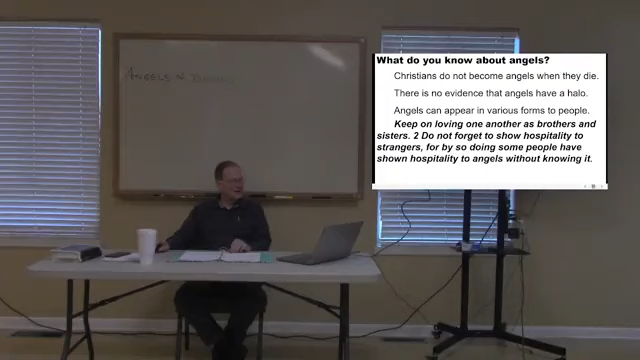 ANGELS &
What do you know about angels?
Christians do not become angels when they die.
There is no evidence that angels have a halo.
Angels can appear in various forms to people.
Keep on loving one another as brothers and
sisters. 2 Do not forget to show hospitality to
strangers, for by so doing some people have
shown hospitality to angels without knowing it.